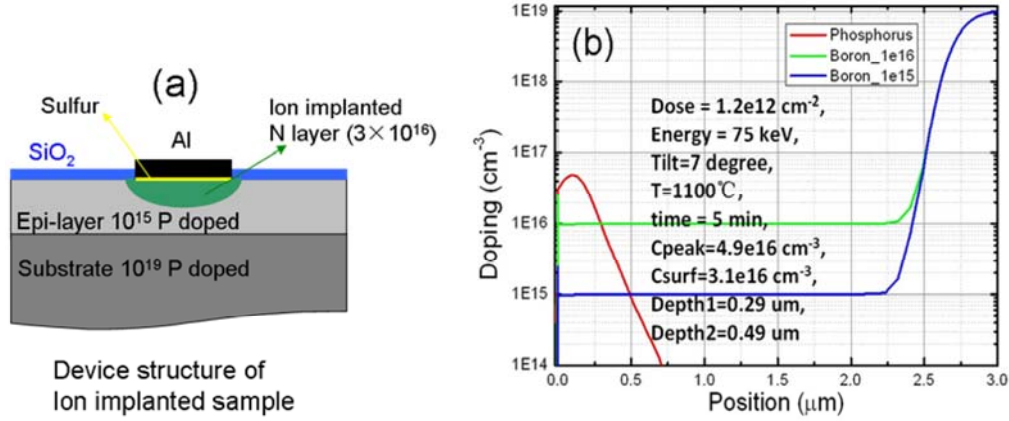 (a)
Sulfur
Al
Ion implanted
N layer (3×10¹⁶)
SiO₂
Epi-layer 10¹⁵ P doped
Substrate 10¹⁹ P doped
Device structure of
Ion implanted sample
(b)
Phosphorus
Boron_1e16
Boron_1e15
Dose = 1.2e12 cm⁻²,
Energy = 75 keV,
Tilt=7 degree,
T=1100℃,
time = 5 min,
Cpeak=4.9e16 cm⁻³,
Csurf=3.1e16 cm⁻³,
Depth1=0.29 um,
Depth2=0.49 um
Doping (cm⁻³)
1E19
1E18
1E17
1E16
1E15
1E14
0.0 0.5 1.0 1.5 2.0 2.5 3.0
Position (μm)